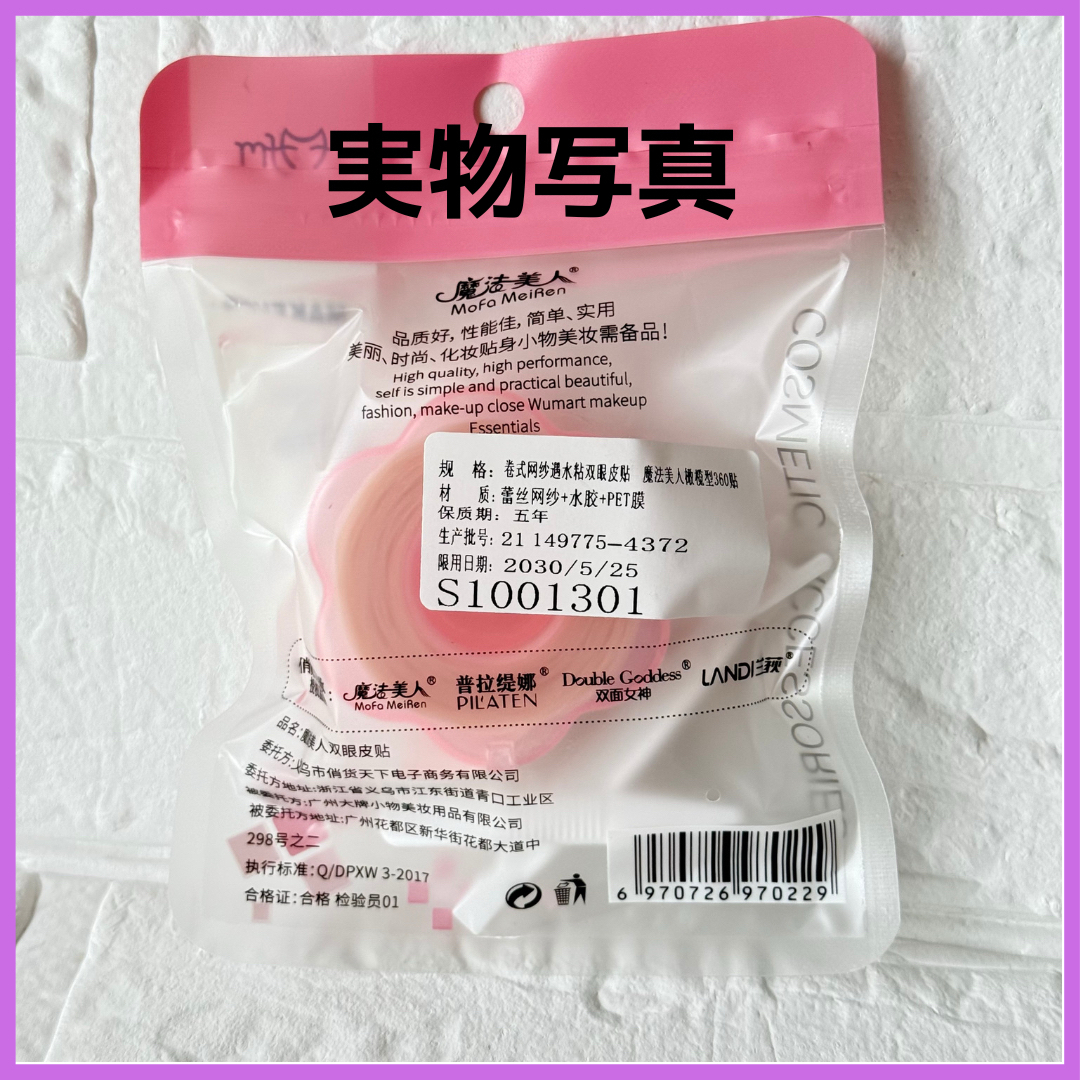 実物写真
魔法美人®
MoFa MeiRen
品质好，性能佳，简单、实用
美丽、时尚、化妆贴身小物美妆需备品！
High quality, high performance,
self is simple and practical beautiful,
fashion, make-up close Wumart makeup
Essentials
COSMETIC ACCESSORIE
规 格：卷式网纱遇水粘双眼皮贴 魔法美人橄榄型360贴
材 质：蕾丝网纱+水胶+PET膜
保质期：五年
生产批号：21 149775-4372
限用日期：2030/5/25
S1001301
魔法美人®
MoFa MeiRen
普拉缇娜®
PIL'ATEN
Double Goddess®
双面女神
LANDI兰蔌®
品名：魔美人双眼皮贴
委托方：乌市俏货天下电子商务有限公司
委托方地址：浙江省义乌市江东街道青口工业区
被委托方：广州大牌小物美妆用品有限公司
被委托方地址：广州花都区新华街花都大道中
298号之二
执行标准：Q/DPXW 3-2017
合格证：合格 检验员01
6 970726 970229